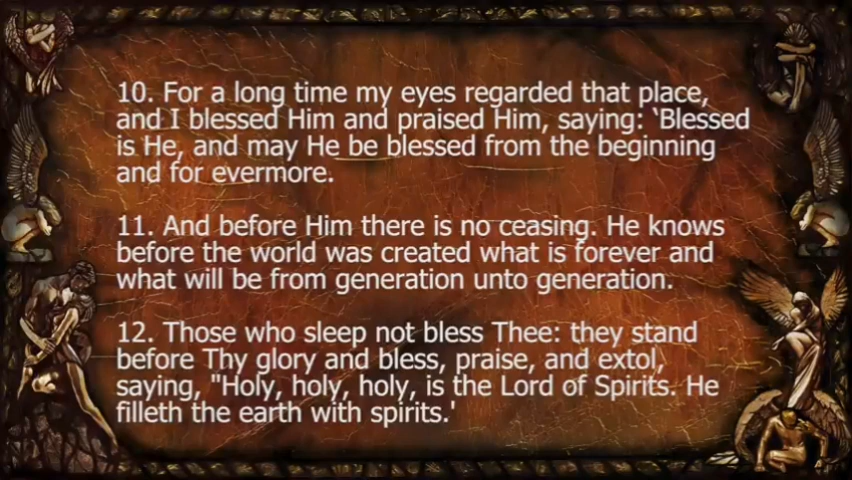 10. For a long time my eyes regarded that place,
and I blessed Him and praised Him, saying: ‘Blessed
is He, and may He be blessed from the beginning
and for evermore.
11. And before Him there is no ceasing. He knows
before the world was created what is forever and
what will be from generation unto generation.
12. Those who sleep not bless Thee: they stand
before Thy glory and bless, praise, and extol,
saying, "Holy, holy, holy, is the Lord of Spirits. He
filleth the earth with spirits.'